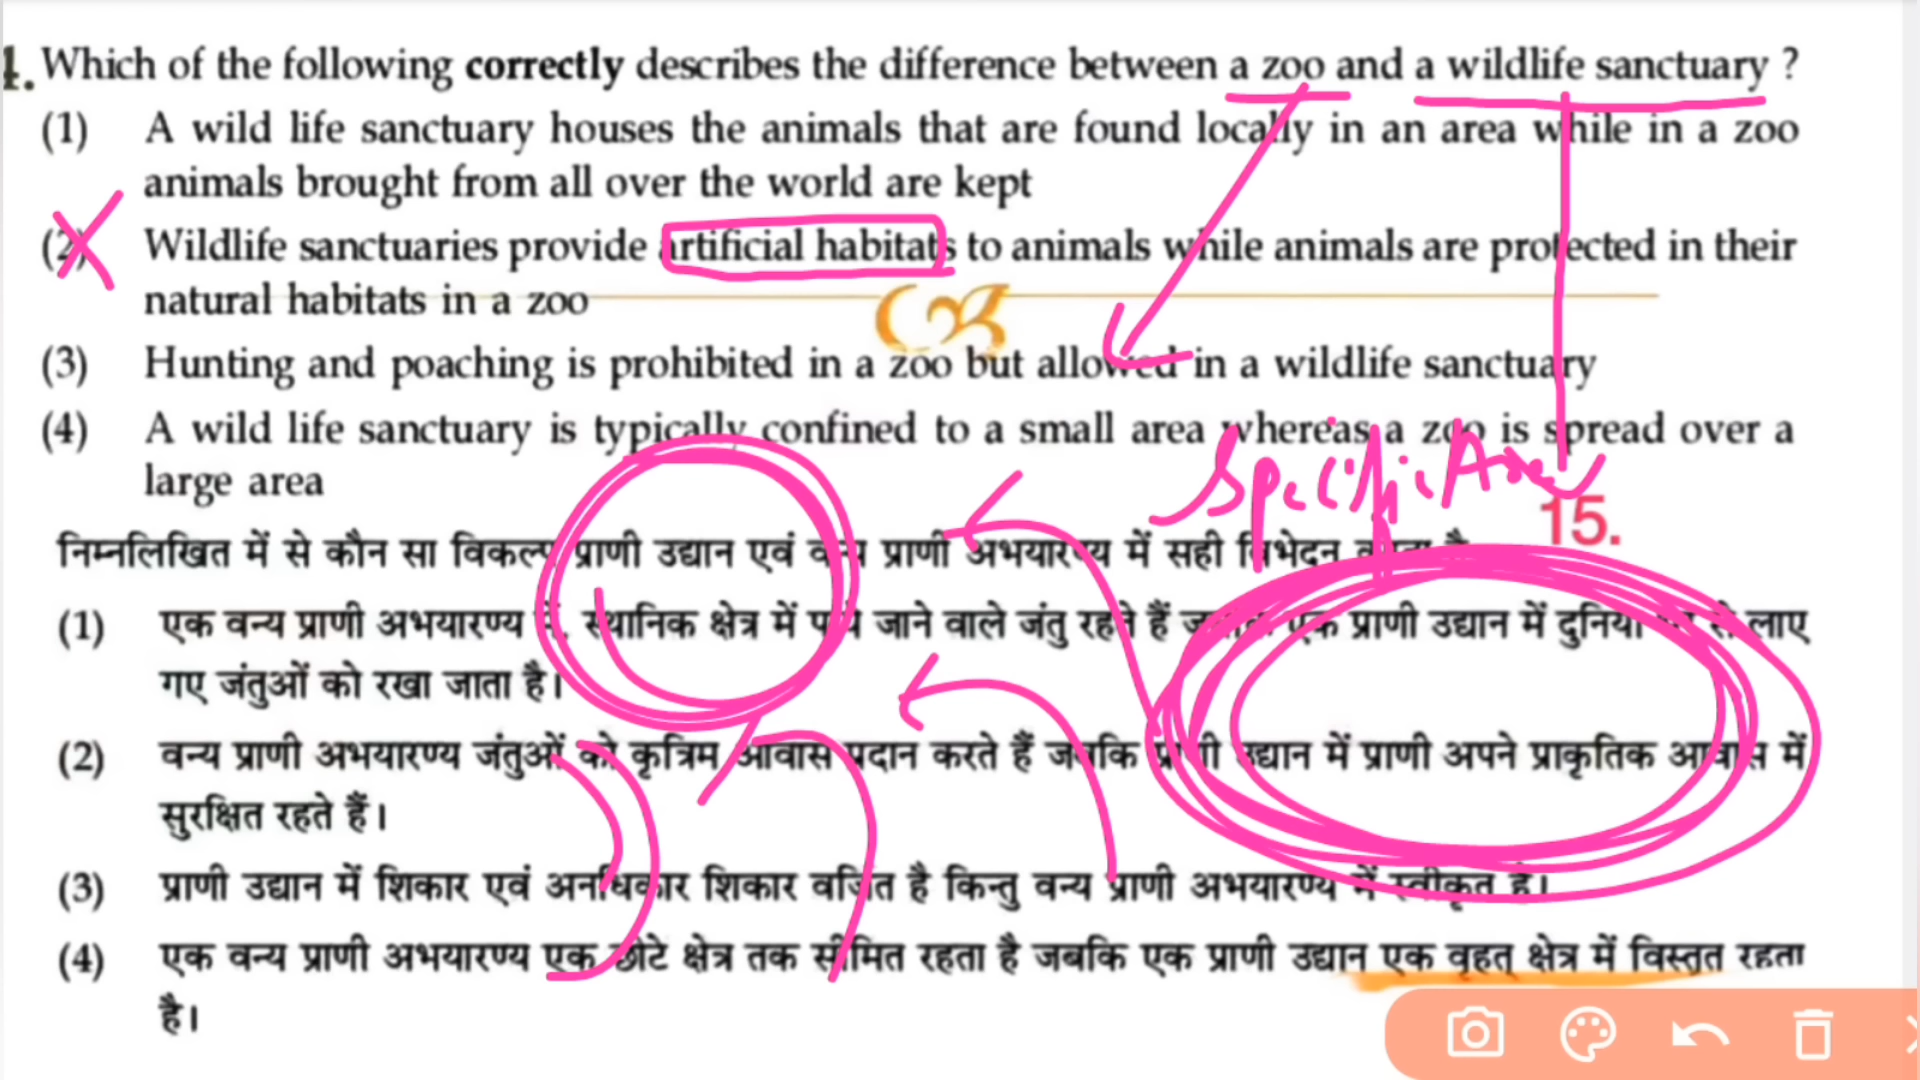 1. Which of the following correctly describes the difference between a zoo and a wildlife sanctuary ?
(1) A wild life sanctuary houses the animals that are found locally in an area while in a zoo
animals brought from all over the world are kept
(2) Wildlife sanctuaries provide artificial habitats to animals while animals are protected in their
natural habitats in a zoo
(3) Hunting and poaching is prohibited in a zoo but allowed in a wildlife sanctuary
(4) A wild life sanctuary is typically confined to a small area whereas a zoo is spread over a
large area
Specific Area
15.
निम्नलिखित में से कौन सा विकल्प प्राणी उद्यान एवं वन्य प्राणी अभयारण्य में सही विभेदन करता है
(1) एक वन्य प्राणी अभयारण्य में, स्थानिक क्षेत्र में पाये जाने वाले जंतु रहते हैं जबकि एक प्राणी उद्यान में दुनिया भर से लाए
गए जंतुओं को रखा जाता है।
(2) वन्य प्राणी अभयारण्य जंतुओं को कृत्रिम आवास प्रदान करते हैं जबकि प्राणी उद्यान में प्राणी अपने प्राकृतिक आवास में
सुरक्षित रहते हैं।
(3) प्राणी उद्यान में शिकार एवं अनधिकार शिकार वर्जित है किन्तु वन्य प्राणी अभयारण्य में स्वीकृत है।
(4) एक वन्य प्राणी अभयारण्य एक छोटे क्षेत्र तक सीमित रहता है जबकि एक प्राणी उद्यान एक वृहत् क्षेत्र में विस्तृत रहता
है।